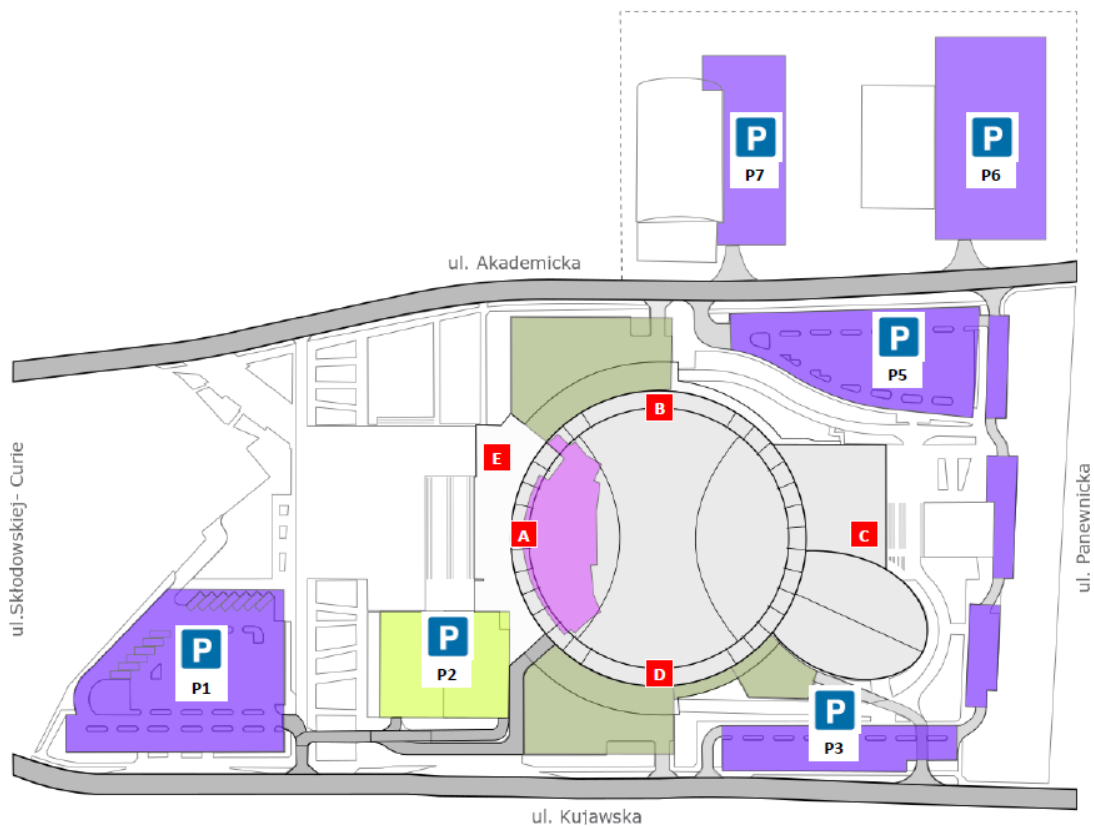 P
P7
P
P6
ul. Akademicka
P
P5
B
E
ul.Skłodowskiej- Curie
A
C
ul. Panewnicka
P
P1
P
P2
D
P
P3
ul. Kujawska